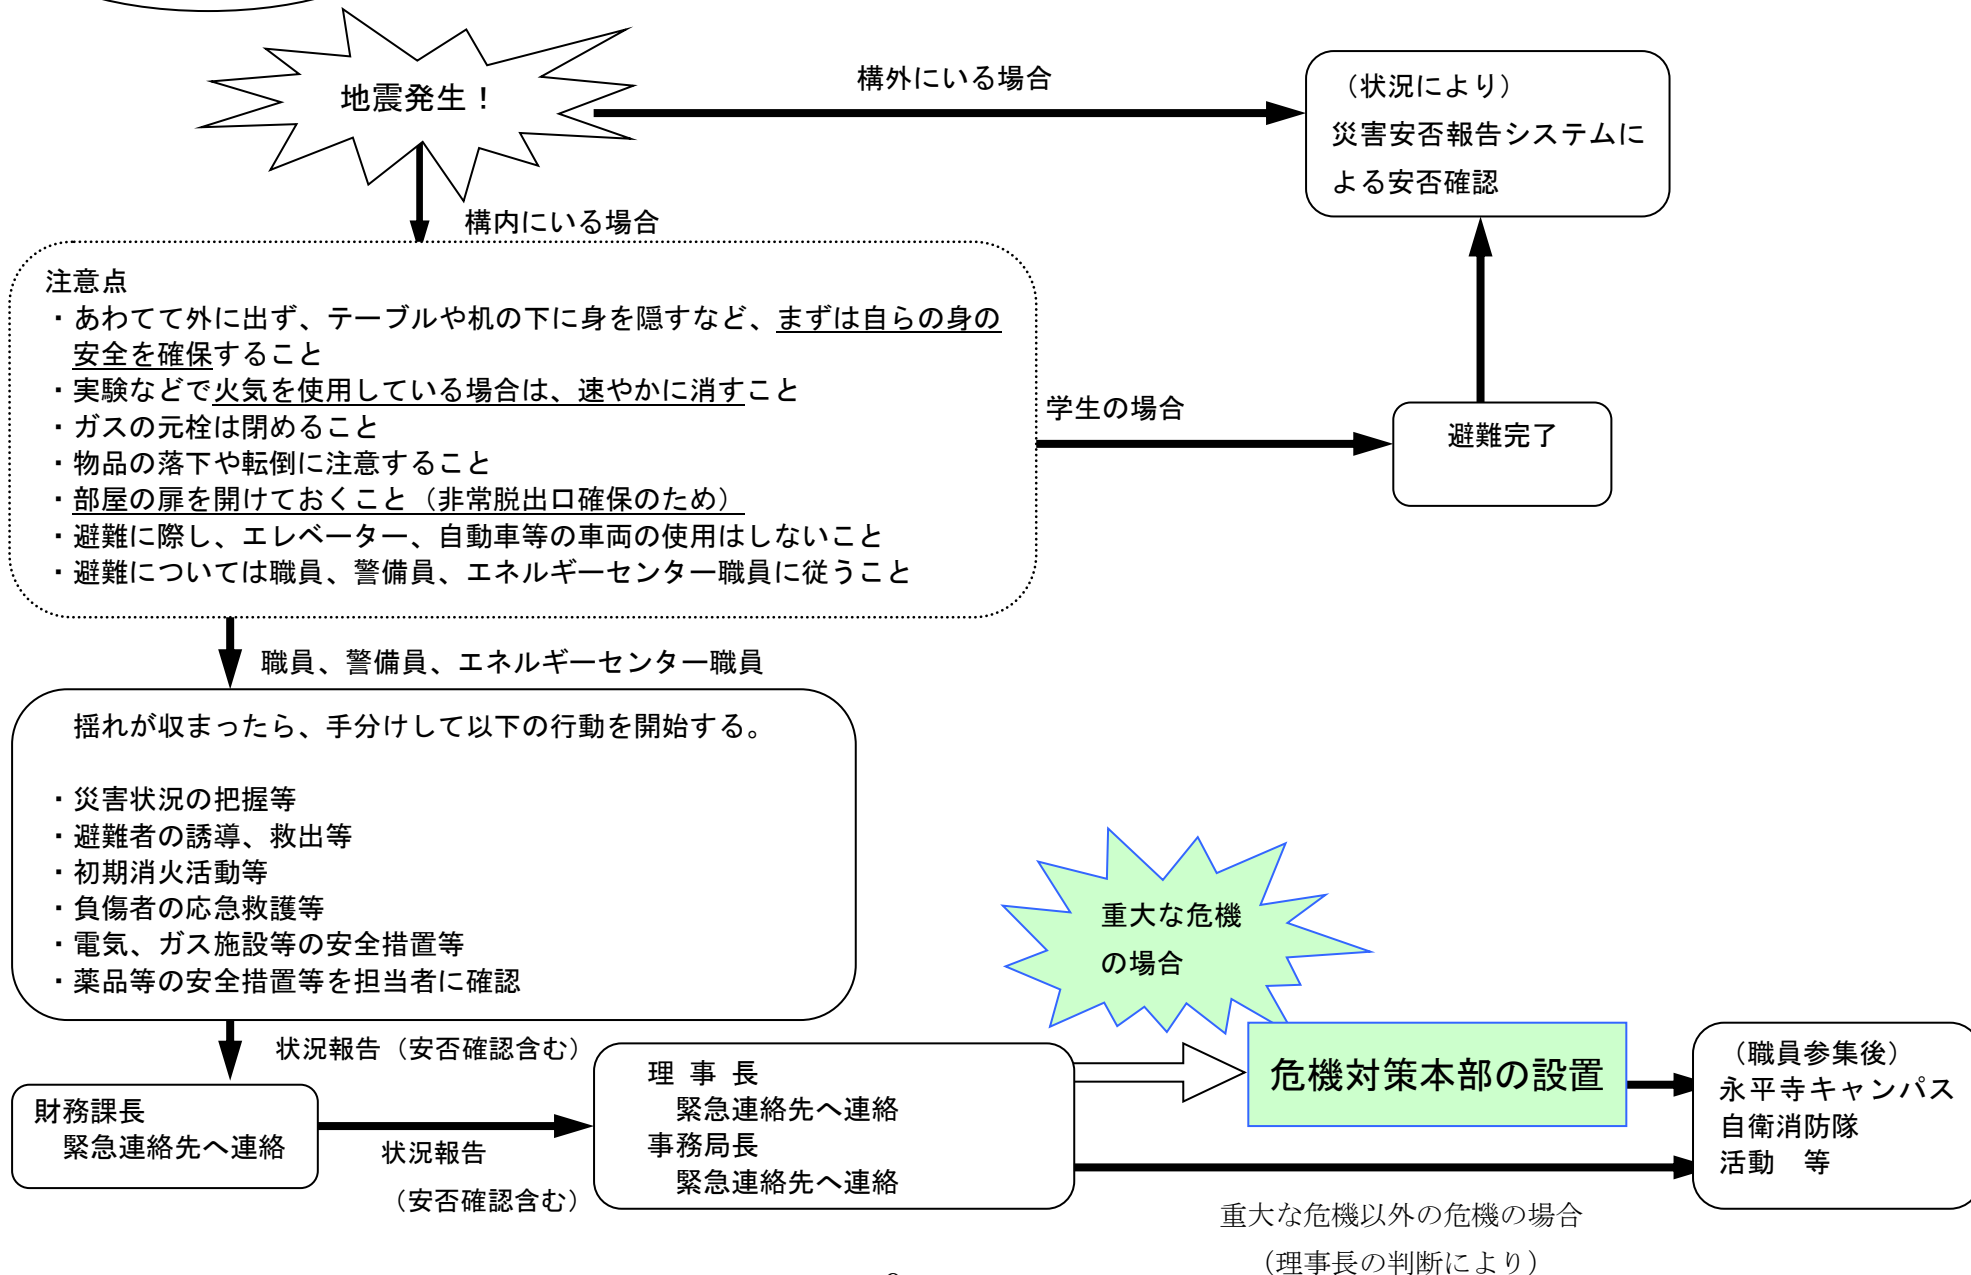 地震発生！
構外にいる場合
（状況により）
災害安否報告システムに
よる安否確認
構内にいる場合
注意点
・あわてて外に出ず、テーブルや机の下に身を隠すなど、まずは自らの身の
安全を確保すること
・実験などで火気を使用している場合は、速やかに消すこと
・ガスの元栓は閉めること
・物品の落下や転倒に注意すること
・部屋の扉を開けておくこと（非常脱出口確保のため）
・避難に際し、エレベーター、自動車等の車両の使用はしないこと
・避難については職員、警備員、エネルギーセンター職員に従うこと
学生の場合
避難完了
職員、警備員、エネルギーセンター職員
揺れが収まったら、手分けして以下の行動を開始する。
・災害状況の把握等
・避難者の誘導、救出等
・初期消火活動等
・負傷者の応急救護等
・電気、ガス施設等の安全措置等
・薬品等の安全措置等を担当者に確認
重大な危機
の場合
状況報告（安否確認含む）
財務課長
緊急連絡先へ連絡
状況報告
（安否確認含む）
理 事 長
緊急連絡先へ連絡
事務局長
緊急連絡先へ連絡
危機対策本部の設置
（職員参集後）
永平寺キャンパス
自衛消防隊
活動　等
重大な危機以外の危機の場合
（理事長の判断により）